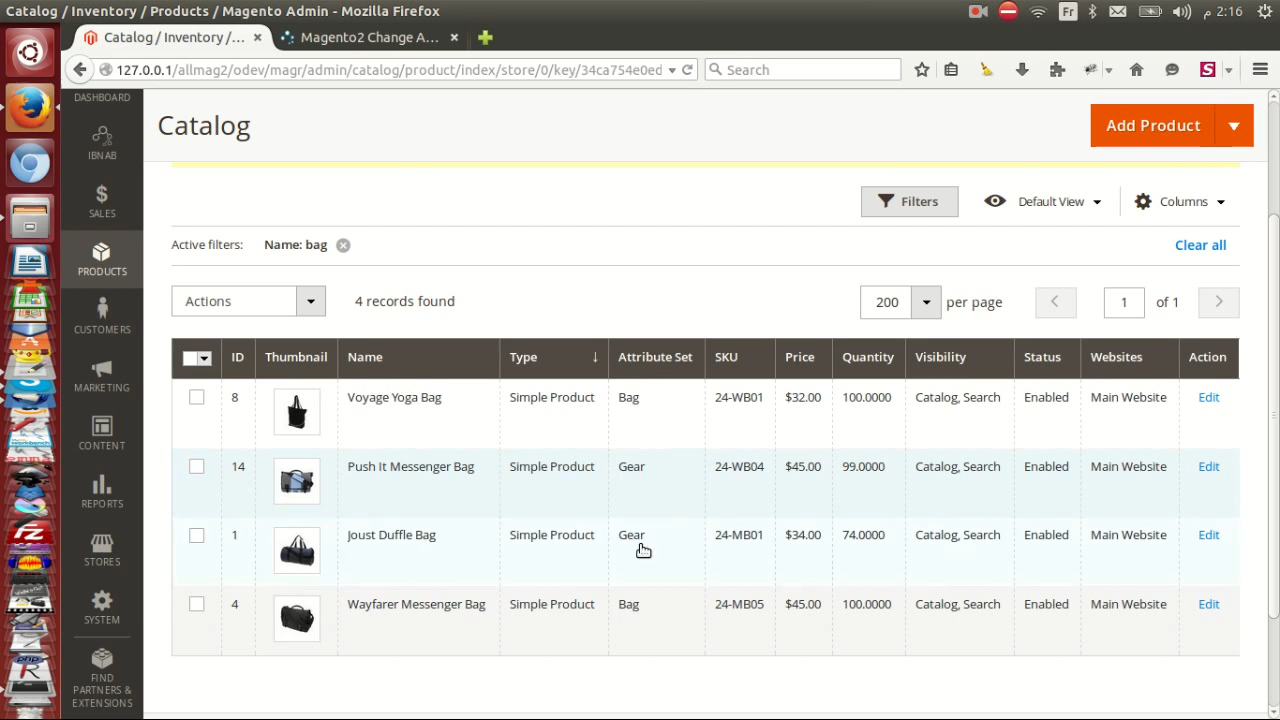 Catalog / Inventory / Products / Magento Admin - Mozilla Firefox
Fr
2:16 م
Catalog / Inventory /...
Magento2 Change A...
127.0.0.1/allmag2/odev/magr/admin/catalog/product/index/store/0/key/34ca754e0ed
Search
DASHBOARD
IBNAB
SALES
PRODUCTS
CUSTOMERS
MARKETING
CONTENT
REPORTS
STORES
SYSTEM
FIND
PARTNERS &
EXTENSIONS
Catalog
Add Product
Filters
Default View
Columns
Active filters: Name: bag
Clear all
Actions
4 records found
200 per page
1 of 1
ID Thumbnail Name Type ↓ Attribute Set SKU Price Quantity Visibility Status Websites Action
8 Voyage Yoga Bag Simple Product Bag 24-WB01 $32.00 100.0000 Catalog, Search Enabled Main Website Edit
14 Push It Messenger Bag Simple Product Gear 24-WB04 $45.00 99.0000 Catalog, Search Enabled Main Website Edit
1 Joust Duffle Bag Simple Product Gear 24-MB01 $34.00 74.0000 Catalog, Search Enabled Main Website Edit
4 Wayfarer Messenger Bag Simple Product Bag 24-MB05 $45.00 100.0000 Catalog, Search Enabled Main Website Edit